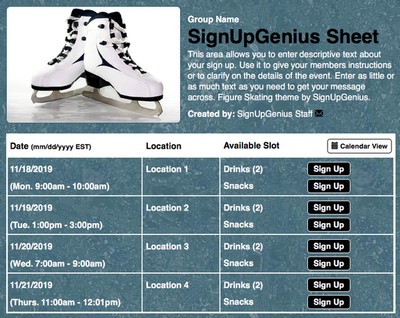 Group Name
SignUpGenius Sheet
This area allows you to enter descriptive text about
your sign up. Use it to give your members instructions
or to clarify on the details of the event. Enter as little or
as much text as you need to get your message
across. Figure Skating theme by SignUpGenius.
Created by: SignUpGenius Staff
Date (mm/dd/yyyy EST) Location Available Slot Calendar View
11/18/2019 Location 1 Drinks (2) Sign Up
(Mon. 9:00am - 10:00am) Snacks Sign Up
11/19/2019 Location 2 Drinks (2) Sign Up
(Tue. 1:00pm - 3:00pm) Snacks Sign Up
11/20/2019 Location 3 Drinks (2) Sign Up
(Wed. 7:00am - 9:00am) Snacks Sign Up
11/21/2019 Location 4 Drinks (2) Sign Up
(Thurs. 11:00am - 12:01pm) Snacks Sign Up